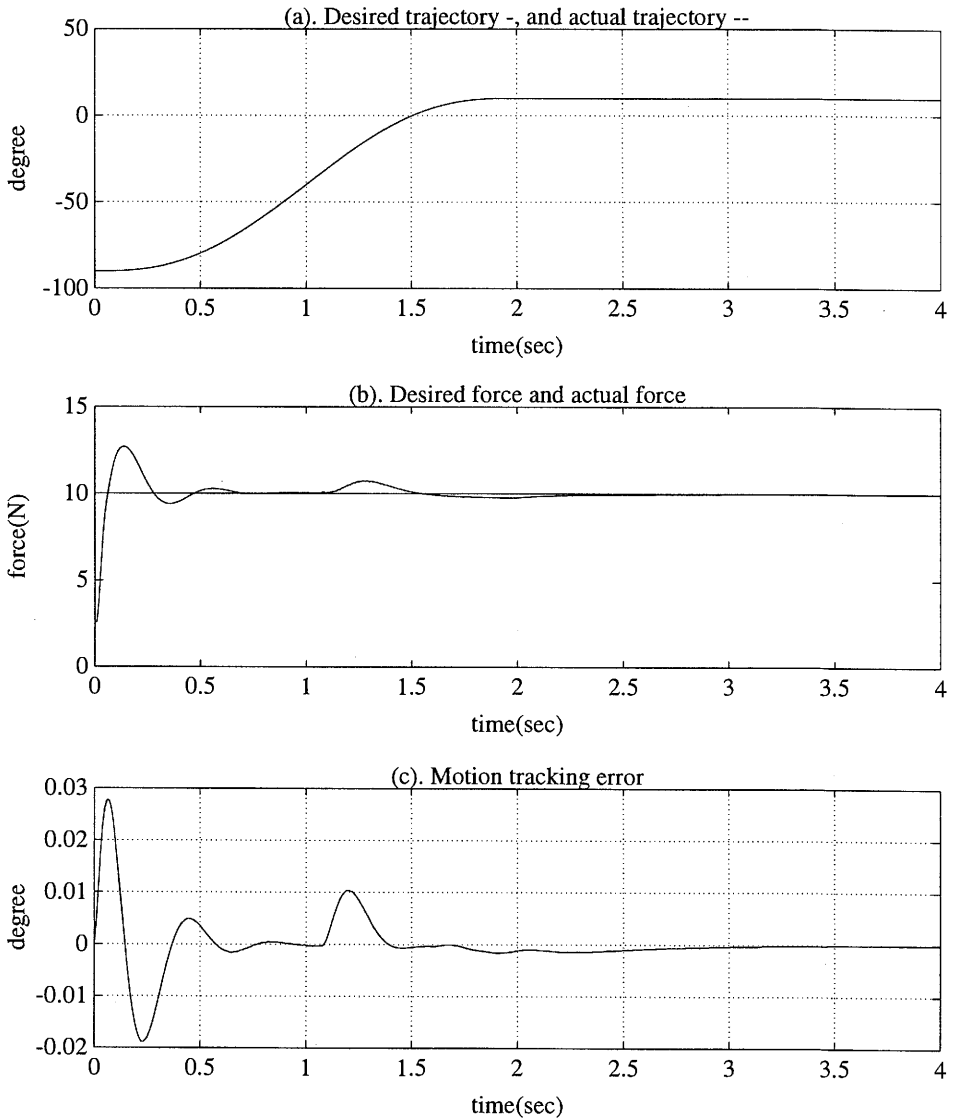 (a). Desired trajectory -, and actual trajectory --
50
0
-50
-100
degree
0 0.5 1 1.5 2 2.5 3 3.5 4
time(sec)
(b). Desired force and actual force
15
10
5
0
force(N)
0 0.5 1 1.5 2 2.5 3 3.5 4
time(sec)
(c). Motion tracking error
0.03
0.02
0.01
0
-0.01
-0.02
degree
0 0.5 1 1.5 2 2.5 3 3.5 4
time(sec)